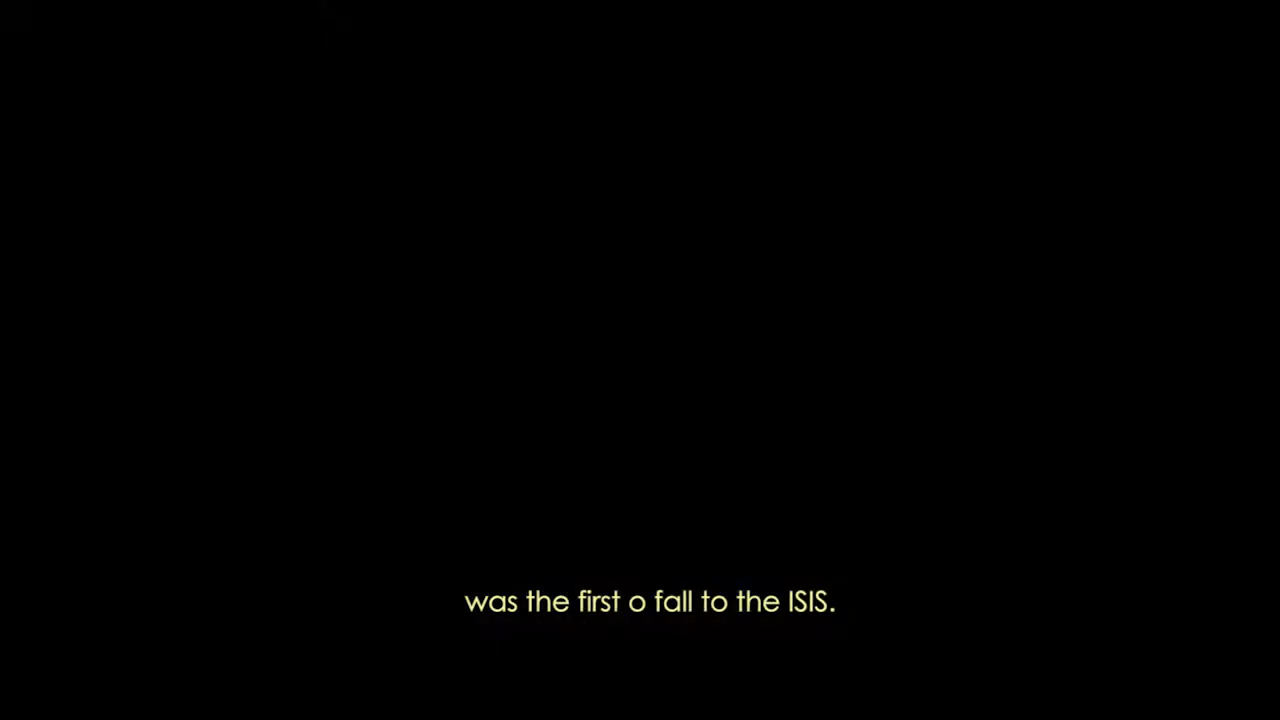 was the first o fall to the ISIS.